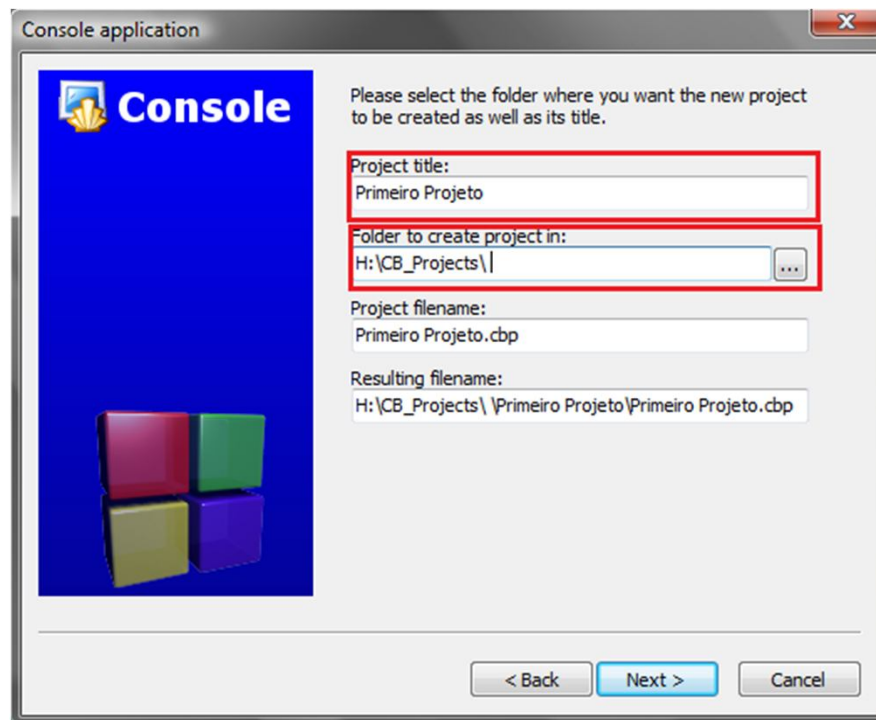 Console application
Console
Please select the folder where you want the new project
to be created as well as its title.
Project title:
Primeiro Projeto
Folder to create project in:
H:\CB_Projects\
...
Project filename:
Primeiro Projeto.cbp
Resulting filename:
H:\CB_Projects\ \Primeiro Projeto\Primeiro Projeto.cbp
< Back
Next >
Cancel